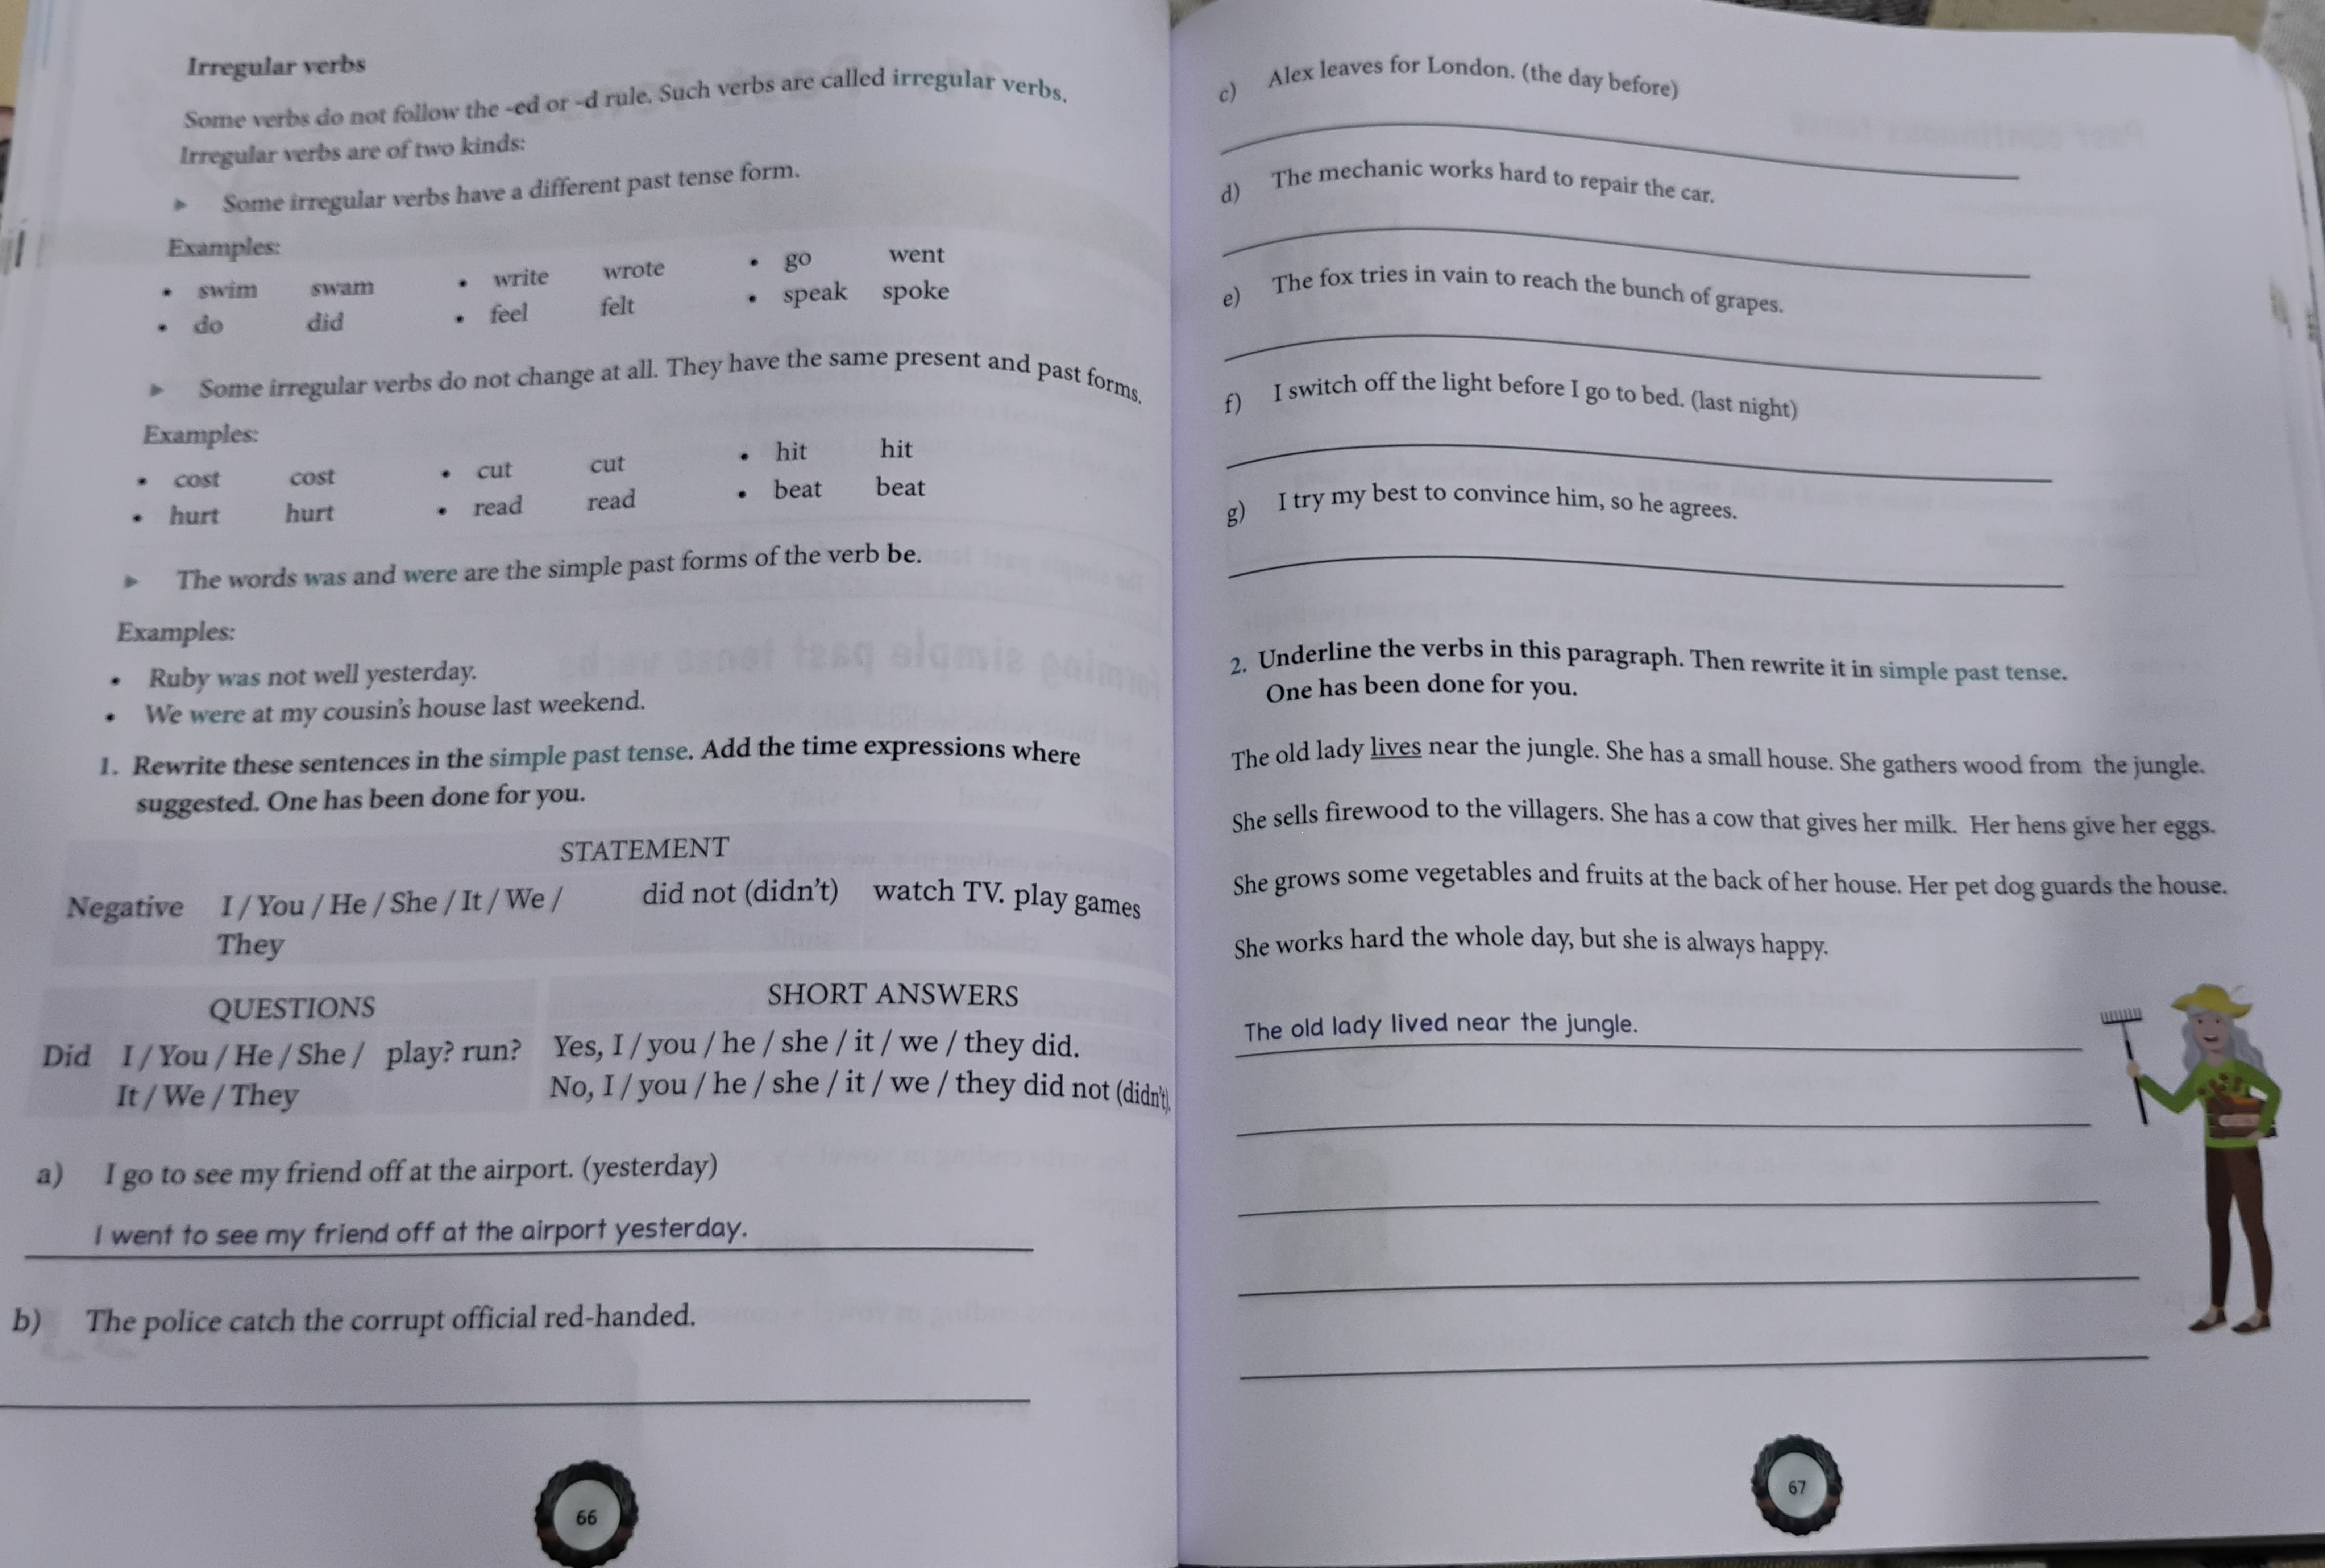 Irregular verbs
Some verbs do not follow the -ed or -d rule. Such verbs are called irregular verbs.
Irregular verbs are of two kinds:
▶ Some irregular verbs have a different past tense form.
Examples:
• swim swam • write wrote • go went
• do did • feel felt • speak spoke
▶ Some irregular verbs do not change at all. They have the same present and past forms.
Examples:
• cost cost • cut cut • hit hit
• hurt hurt • read read • beat beat
▶ The words was and were are the simple past forms of the verb be.
Examples:
• Ruby was not well yesterday.
• We were at my cousin's house last weekend.
1. Rewrite these sentences in the simple past tense. Add the time expressions where
suggested. One has been done for you.
STATEMENT
Negative I / You / He / She / It / We / did not (didn't) watch TV. play games
They
QUESTIONS SHORT ANSWERS
Did I / You / He / She / play? run? Yes, I / you / he / she / it / we / they did.
It / We / They No, I / you / he / she / it / we / they did not (didn't).
a) I go to see my friend off at the airport. (yesterday)
I went to see my friend off at the airport yesterday.
b) The police catch the corrupt official red-handed.
66
c) Alex leaves for London. (the day before)
d) The mechanic works hard to repair the car.
e) The fox tries in vain to reach the bunch of grapes.
f) I switch off the light before I go to bed. (last night)
g) I try my best to convince him, so he agrees.
2. Underline the verbs in this paragraph. Then rewrite it in simple past tense.
One has been done for you.
The old lady lives near the jungle. She has a small house. She gathers wood from the jungle.
She sells firewood to the villagers. She has a cow that gives her milk. Her hens give her eggs.
She grows some vegetables and fruits at the back of her house. Her pet dog guards the house.
She works hard the whole day, but she is always happy.
The old lady lived near the jungle.
67